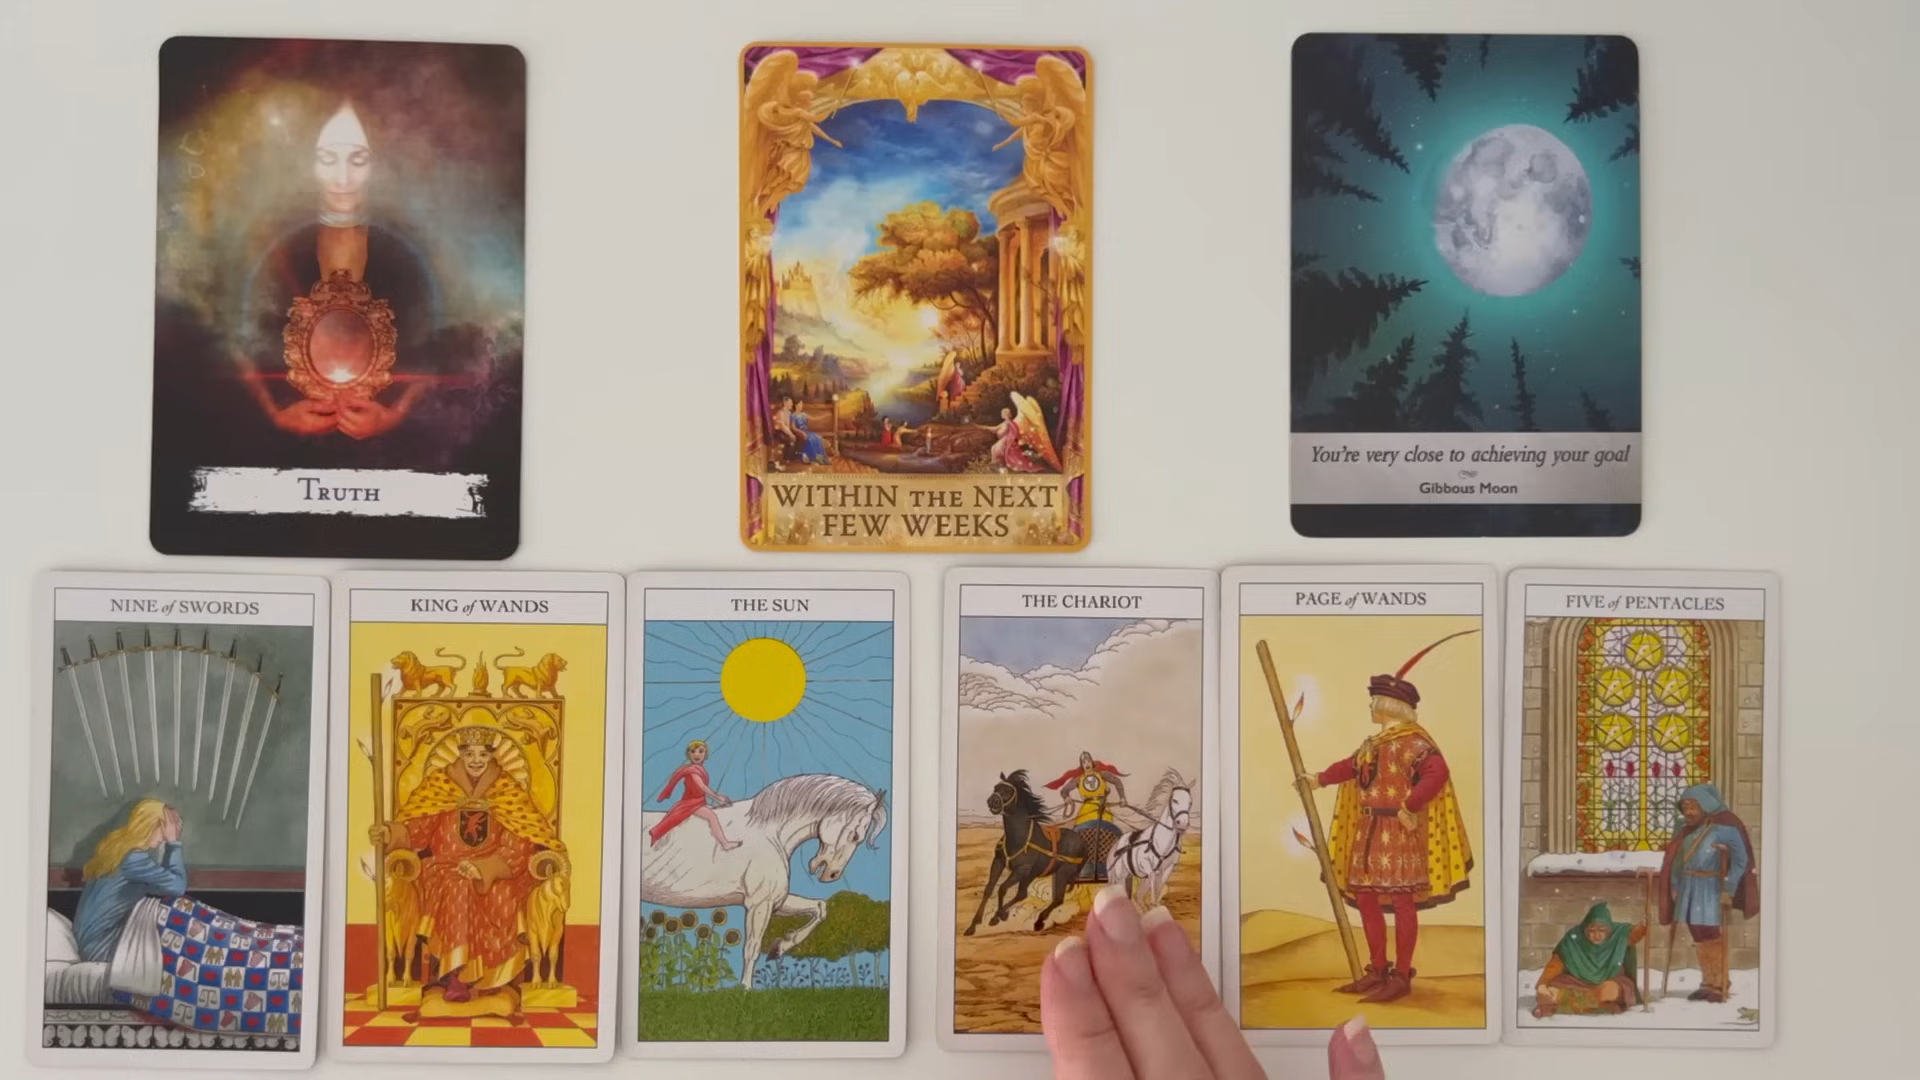 TRUTH
WITHIN THE NEXT
FEW WEEKS
You're very close to achieving your goal
Gibbous Moon
NINE of SWORDS
KING of WANDS
THE SUN
THE CHARIOT
PAGE of WANDS
FIVE of PENTACLES